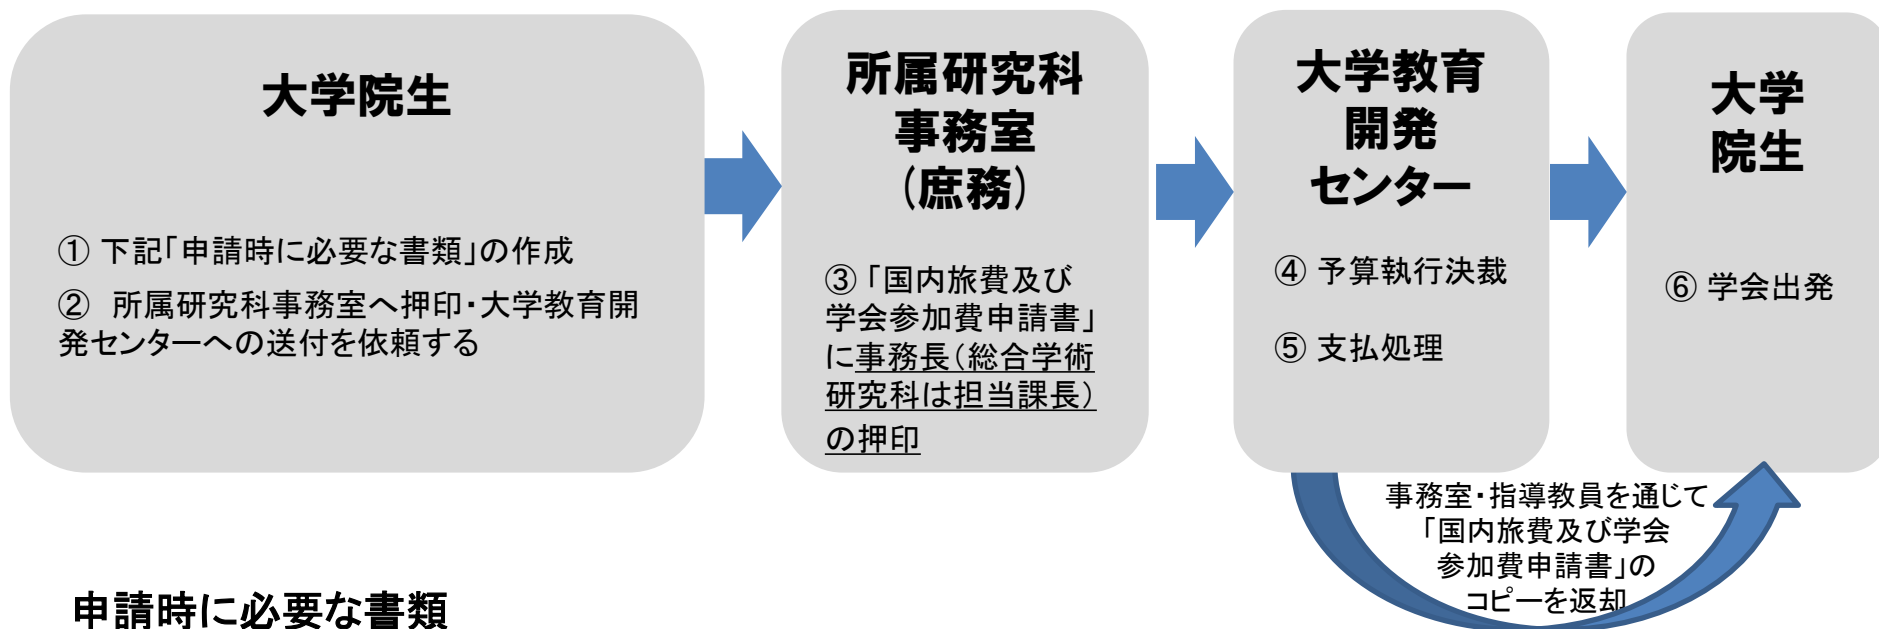 大学院生
① 下記「申請時に必要な書類」の作成
② 所属研究科事務室へ押印・大学教育開
発センターへの送付を依頼する
所属研究科
事務室
（庶務）
③「国内旅費及び
学会参加費申請書」
に事務長（総合学術
研究科は担当課長）
の押印
大学教育
開発
センター
④ 予算執行決裁
⑤ 支払処理
大学
院生
⑥ 学会出発
事務室・指導教員を通じて
「国内旅費及び学会
参加費申請書」の
コピーを返却
申請時に必要な書類